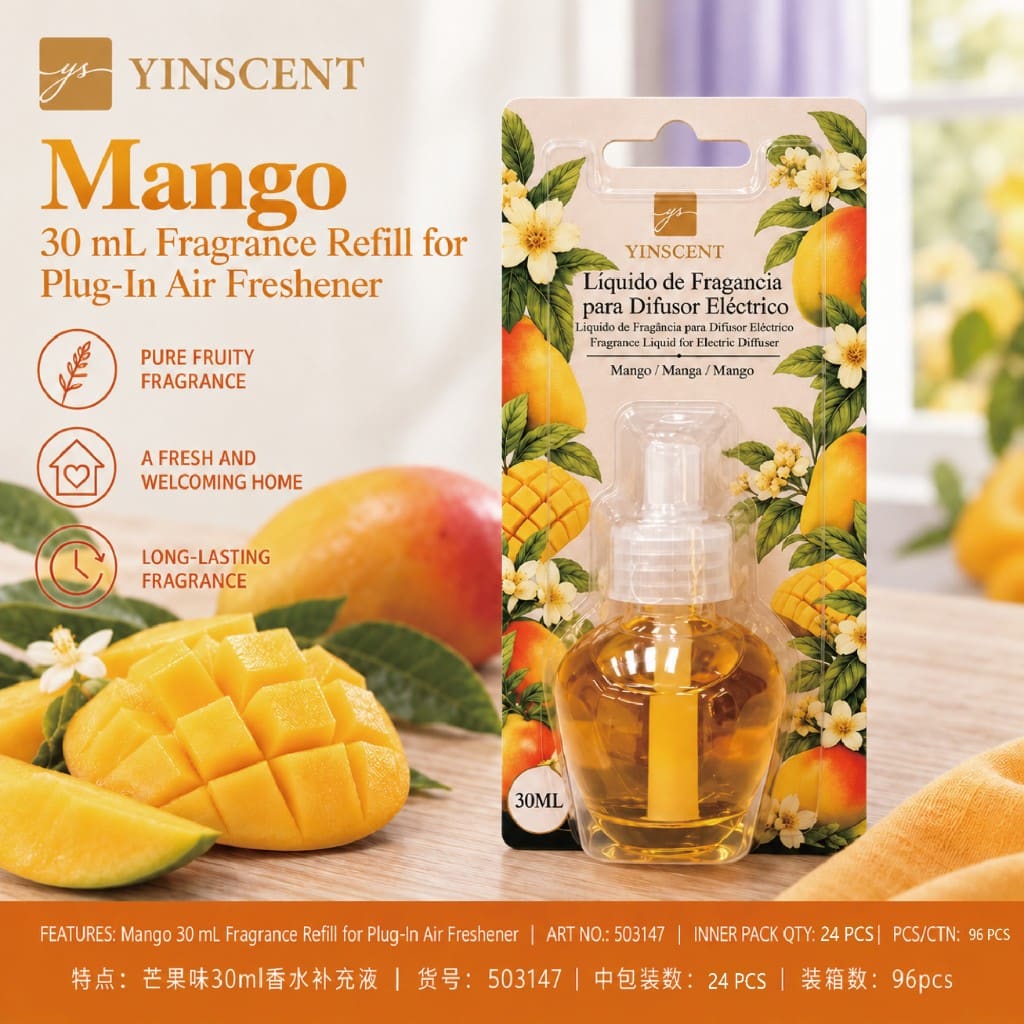 ys YINSCENT
Mango
30 mL Fragrance Refill for
Plug-In Air Freshener
PURE FRUITY
FRAGRANCE
A FRESH AND
WELCOMING HOME
LONG-LASTING
FRAGRANCE
ys
YINSCENT
Líquido de Fragancia
para Difusor Eléctrico
Líquido de Fragância para Difusor Eléctrico
Fragrance Liquid for Electric Diffuser
Mango / Manga / Mango
30ML
FEATURES: Mango 30 mL Fragrance Refill for Plug-In Air Freshener | ART NO.: 503147 | INNER PACK QTY: 24 PCS | PCS/CTN: 96 PCS
特点：芒果味30ml香水补充液 | 货号：503147 | 中包装数：24 PCS | 装箱数：96pcs